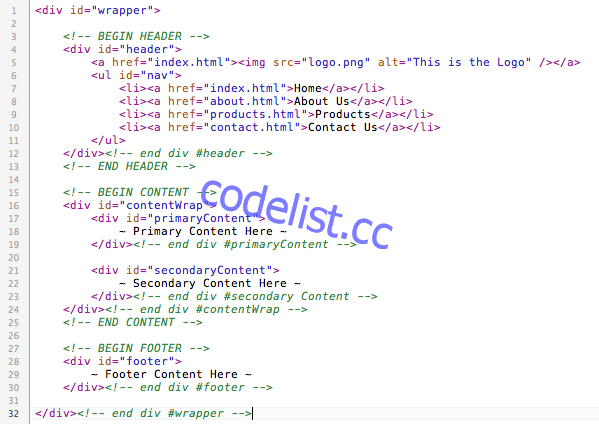 1 <div id="wrapper">
2
3 <!-- BEGIN HEADER -->
4 <div id="header">
5 <a href="index.html"><img src="logo.png" alt="This is the Logo" /></a>
6 <ul id="nav">
7 <li><a href="index.html">Home</a></li>
8 <li><a href="about.html">About Us</a></li>
9 <li><a href="products.html">Products</a></li>
10 <li><a href="contact.html">Contact Us</a></li>
11 </ul>
12 </div><!-- end div #header -->
13 <!-- END HEADER -->
14
15 <!-- BEGIN CONTENT -->
16 <div id="contentWrap">
17 <div id="primaryContent">
18 ~ Primary Content Here ~
19 </div><!-- end div #primaryContent -->
20
21 <div id="secondaryContent">
22 ~ Secondary Content Here ~
23 </div><!-- end div #secondary Content -->
24 </div><!-- end div #contentWrap -->
25 <!-- END CONTENT -->
26
27 <!-- BEGIN FOOTER -->
28 <div id="footer">
29 ~ Footer Content Here ~
30 </div><!-- end div #footer -->
31
32 </div><!-- end div #wrapper -->
codelist.cc